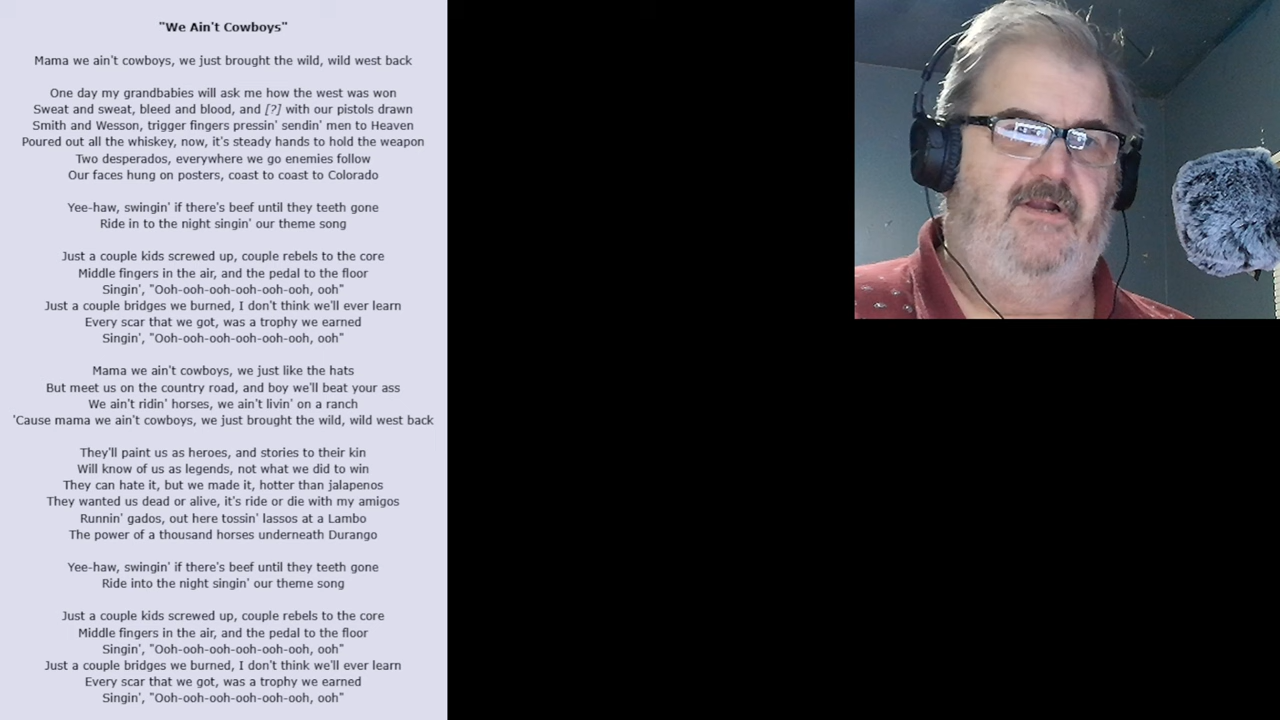 "We Ain't Cowboys"
Mama we ain't cowboys, we just brought the wild, wild west back
One day my grandbabies will ask me how the west was won
Sweat and sweat, bleed and blood, and [?] with our pistols drawn
Smith and Wesson, trigger fingers pressin' sendin' men to Heaven
Poured out all the whiskey, now, it's steady hands to hold the weapon
Two desperados, everywhere we go enemies follow
Our faces hung on posters, coast to coast to Colorado
Yee-haw, swingin' if there's beef until they teeth gone
Ride in to the night singin' our theme song
Just a couple kids screwed up, couple rebels to the core
Middle fingers in the air, and the pedal to the floor
Singin', "Ooh-ooh-ooh-ooh-ooh-ooh, ooh"
Just a couple bridges we burned, I don't think we'll ever learn
Every scar that we got, was a trophy we earned
Singin', "Ooh-ooh-ooh-ooh-ooh-ooh, ooh"
Mama we ain't cowboys, we just like the hats
But meet us on the country road, and boy we'll beat your ass
We ain't ridin' horses, we ain't livin' on a ranch
'Cause mama we ain't cowboys, we just brought the wild, wild west back
They'll paint us as heroes, and stories to their kin
Will know of us as legends, not what we did to win
They can hate it, but we made it, hotter than jalapenos
They wanted us dead or alive, it's ride or die with my amigos
Runnin' gados, out here tossin' lassos at a Lambo
The power of a thousand horses underneath Durango
Yee-haw, swingin' if there's beef until they teeth gone
Ride into the night singin' our theme song
Just a couple kids screwed up, couple rebels to the core
Middle fingers in the air, and the pedal to the floor
Singin', "Ooh-ooh-ooh-ooh-ooh-ooh, ooh"
Just a couple bridges we burned, I don't think we'll ever learn
Every scar that we got, was a trophy we earned
Singin', "Ooh-ooh-ooh-ooh-ooh-ooh, ooh"